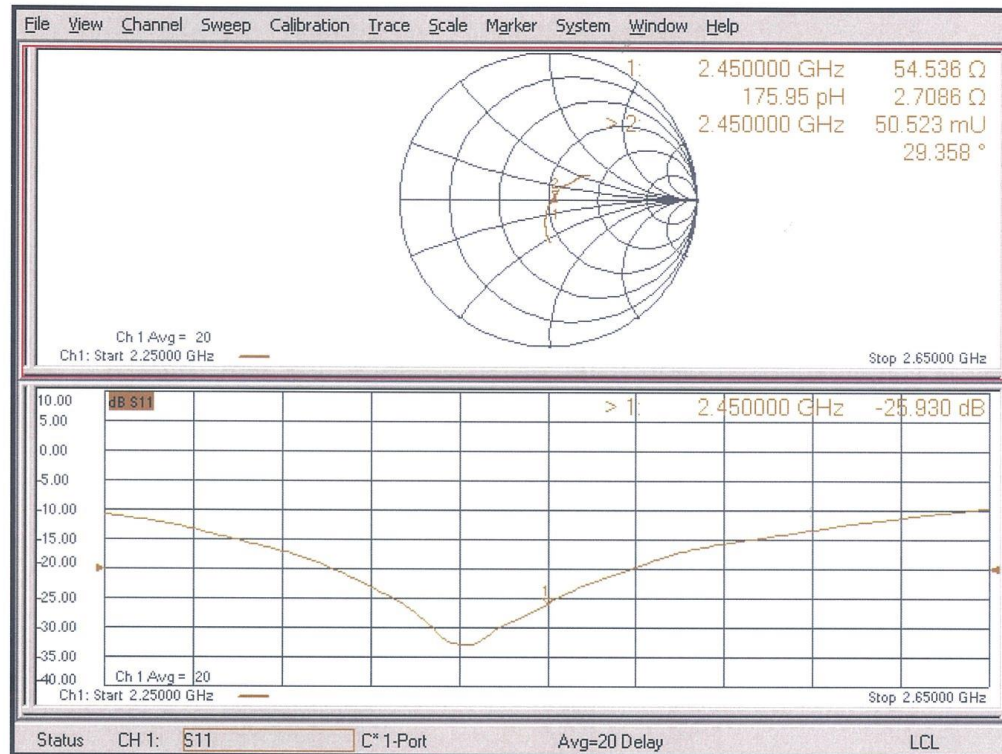 File View Channel Sweep Calibration Trace Scale Marker System Window Help
1: 2.450000 GHz 54.536 Ω
175.95 pH 2.7086 Ω
> 2: 2.450000 GHz 50.523 mU
29.358 °
2
1
Ch 1 Avg = 20
Ch1: Start 2.25000 GHz
Stop 2.65000 GHz
dB S11
> 1: 2.450000 GHz -25.930 dB
10.00
5.00
0.00
-5.00
-10.00
-15.00
-20.00
-25.00
-30.00
-35.00
-40.00
1
Ch 1 Avg = 20
Ch1: Start 2.25000 GHz
Stop 2.65000 GHz
Status CH 1: S11 C* 1-Port Avg=20 Delay LCL